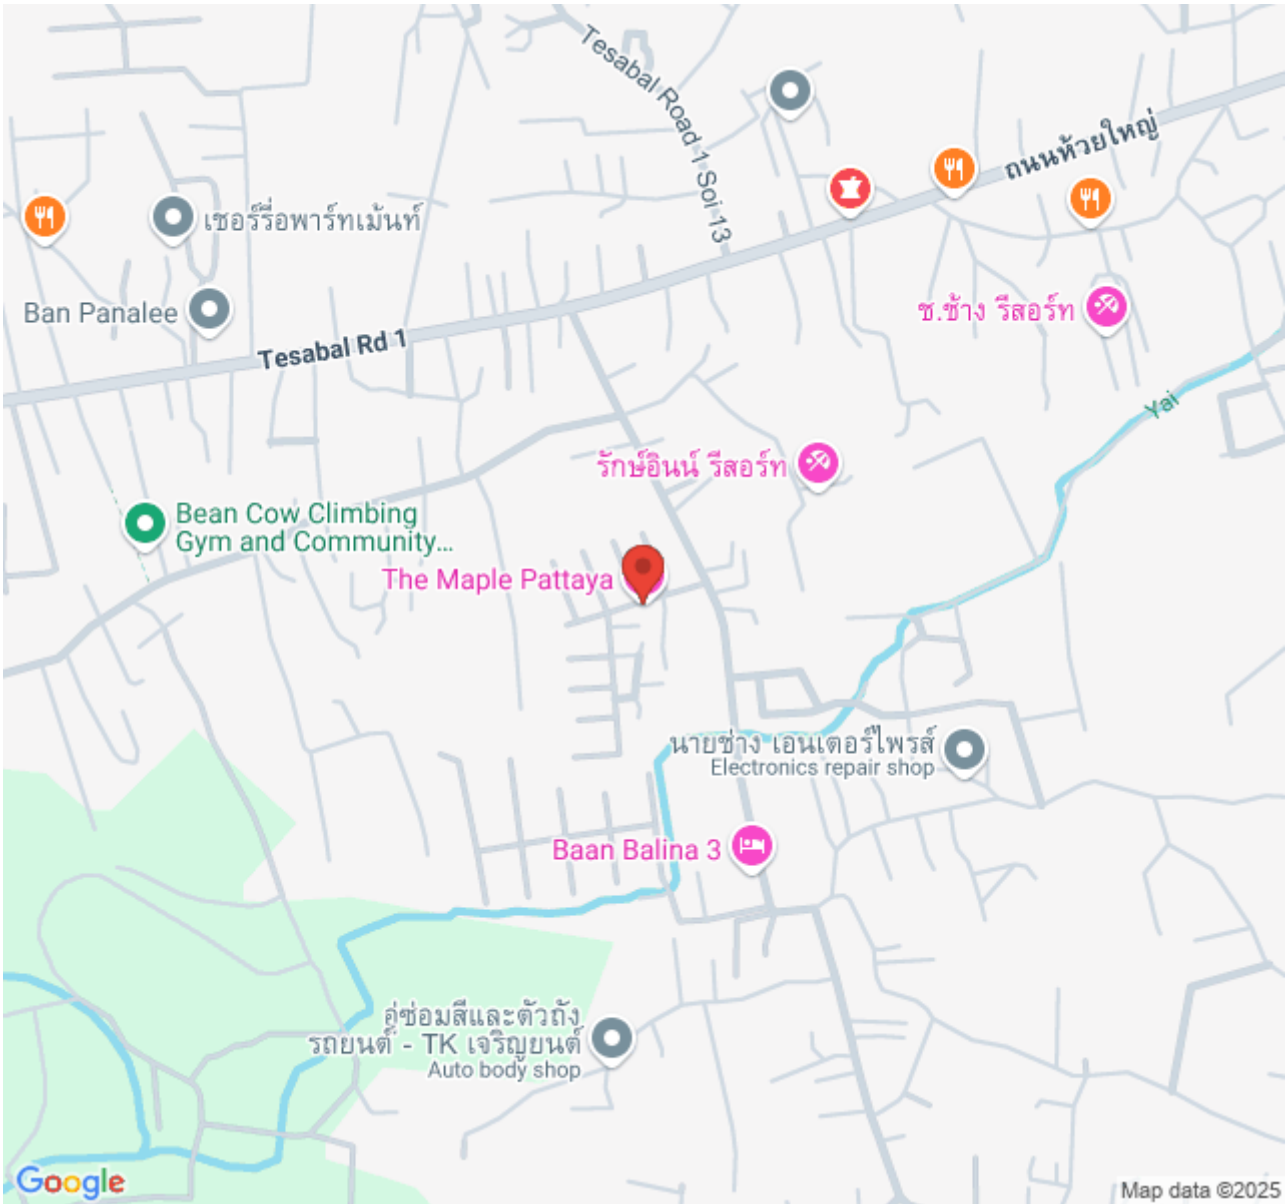 Tesabal Road 1 Soi 13
ถนนห้วยใหญ่
เชอร์รี่อพาร์ทเม้นท์
Ban Panalee
Tesabal Rd 1
ช.ช้าง รีสอร์ท
Yai
รักษ์อินน์ รีสอร์ท
Bean Cow Climbing
Gym and Community...
The Maple Pattaya
นายช่าง เอนเตอร์ไพรส์
Electronics repair shop
Baan Balina 3
อู่ซ่อมสีและตัวถัง
รถยนต์ - TK เจริญยนต์
Auto body shop
Google
Map data ©2025